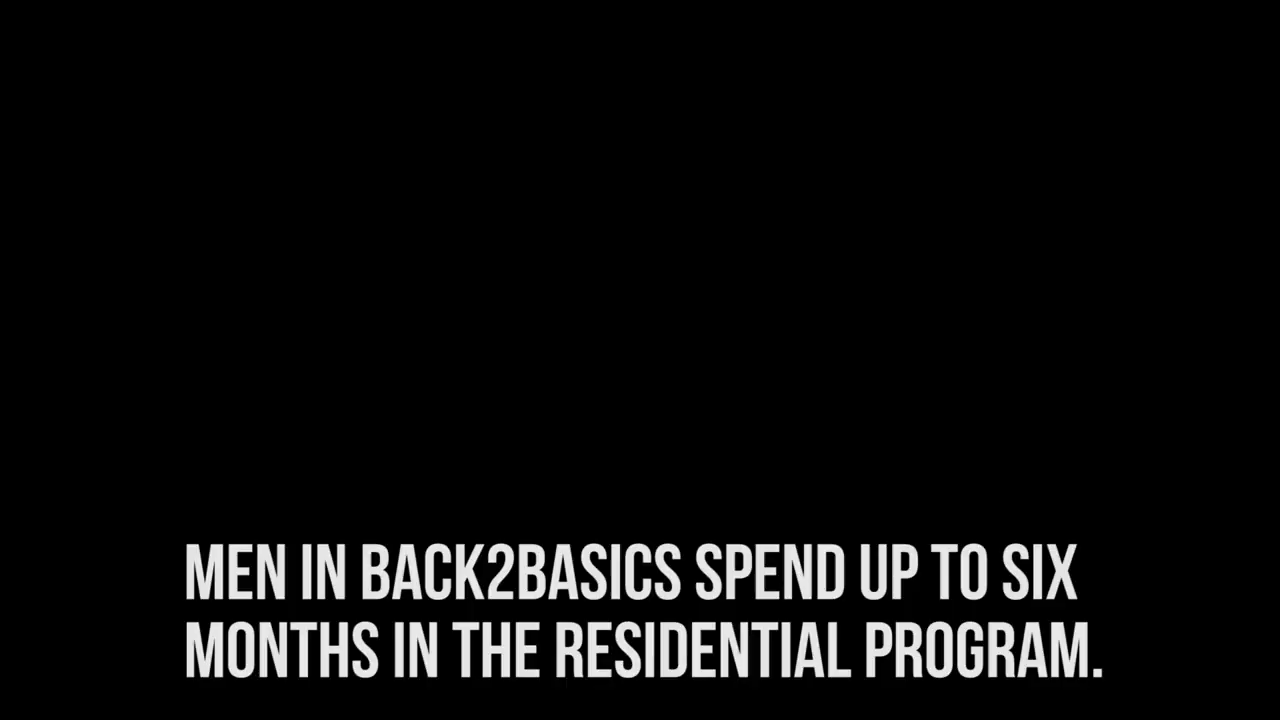 MEN IN BACK2BASICS SPEND UP TO SIX
MONTHS IN THE RESIDENTIAL PROGRAM.